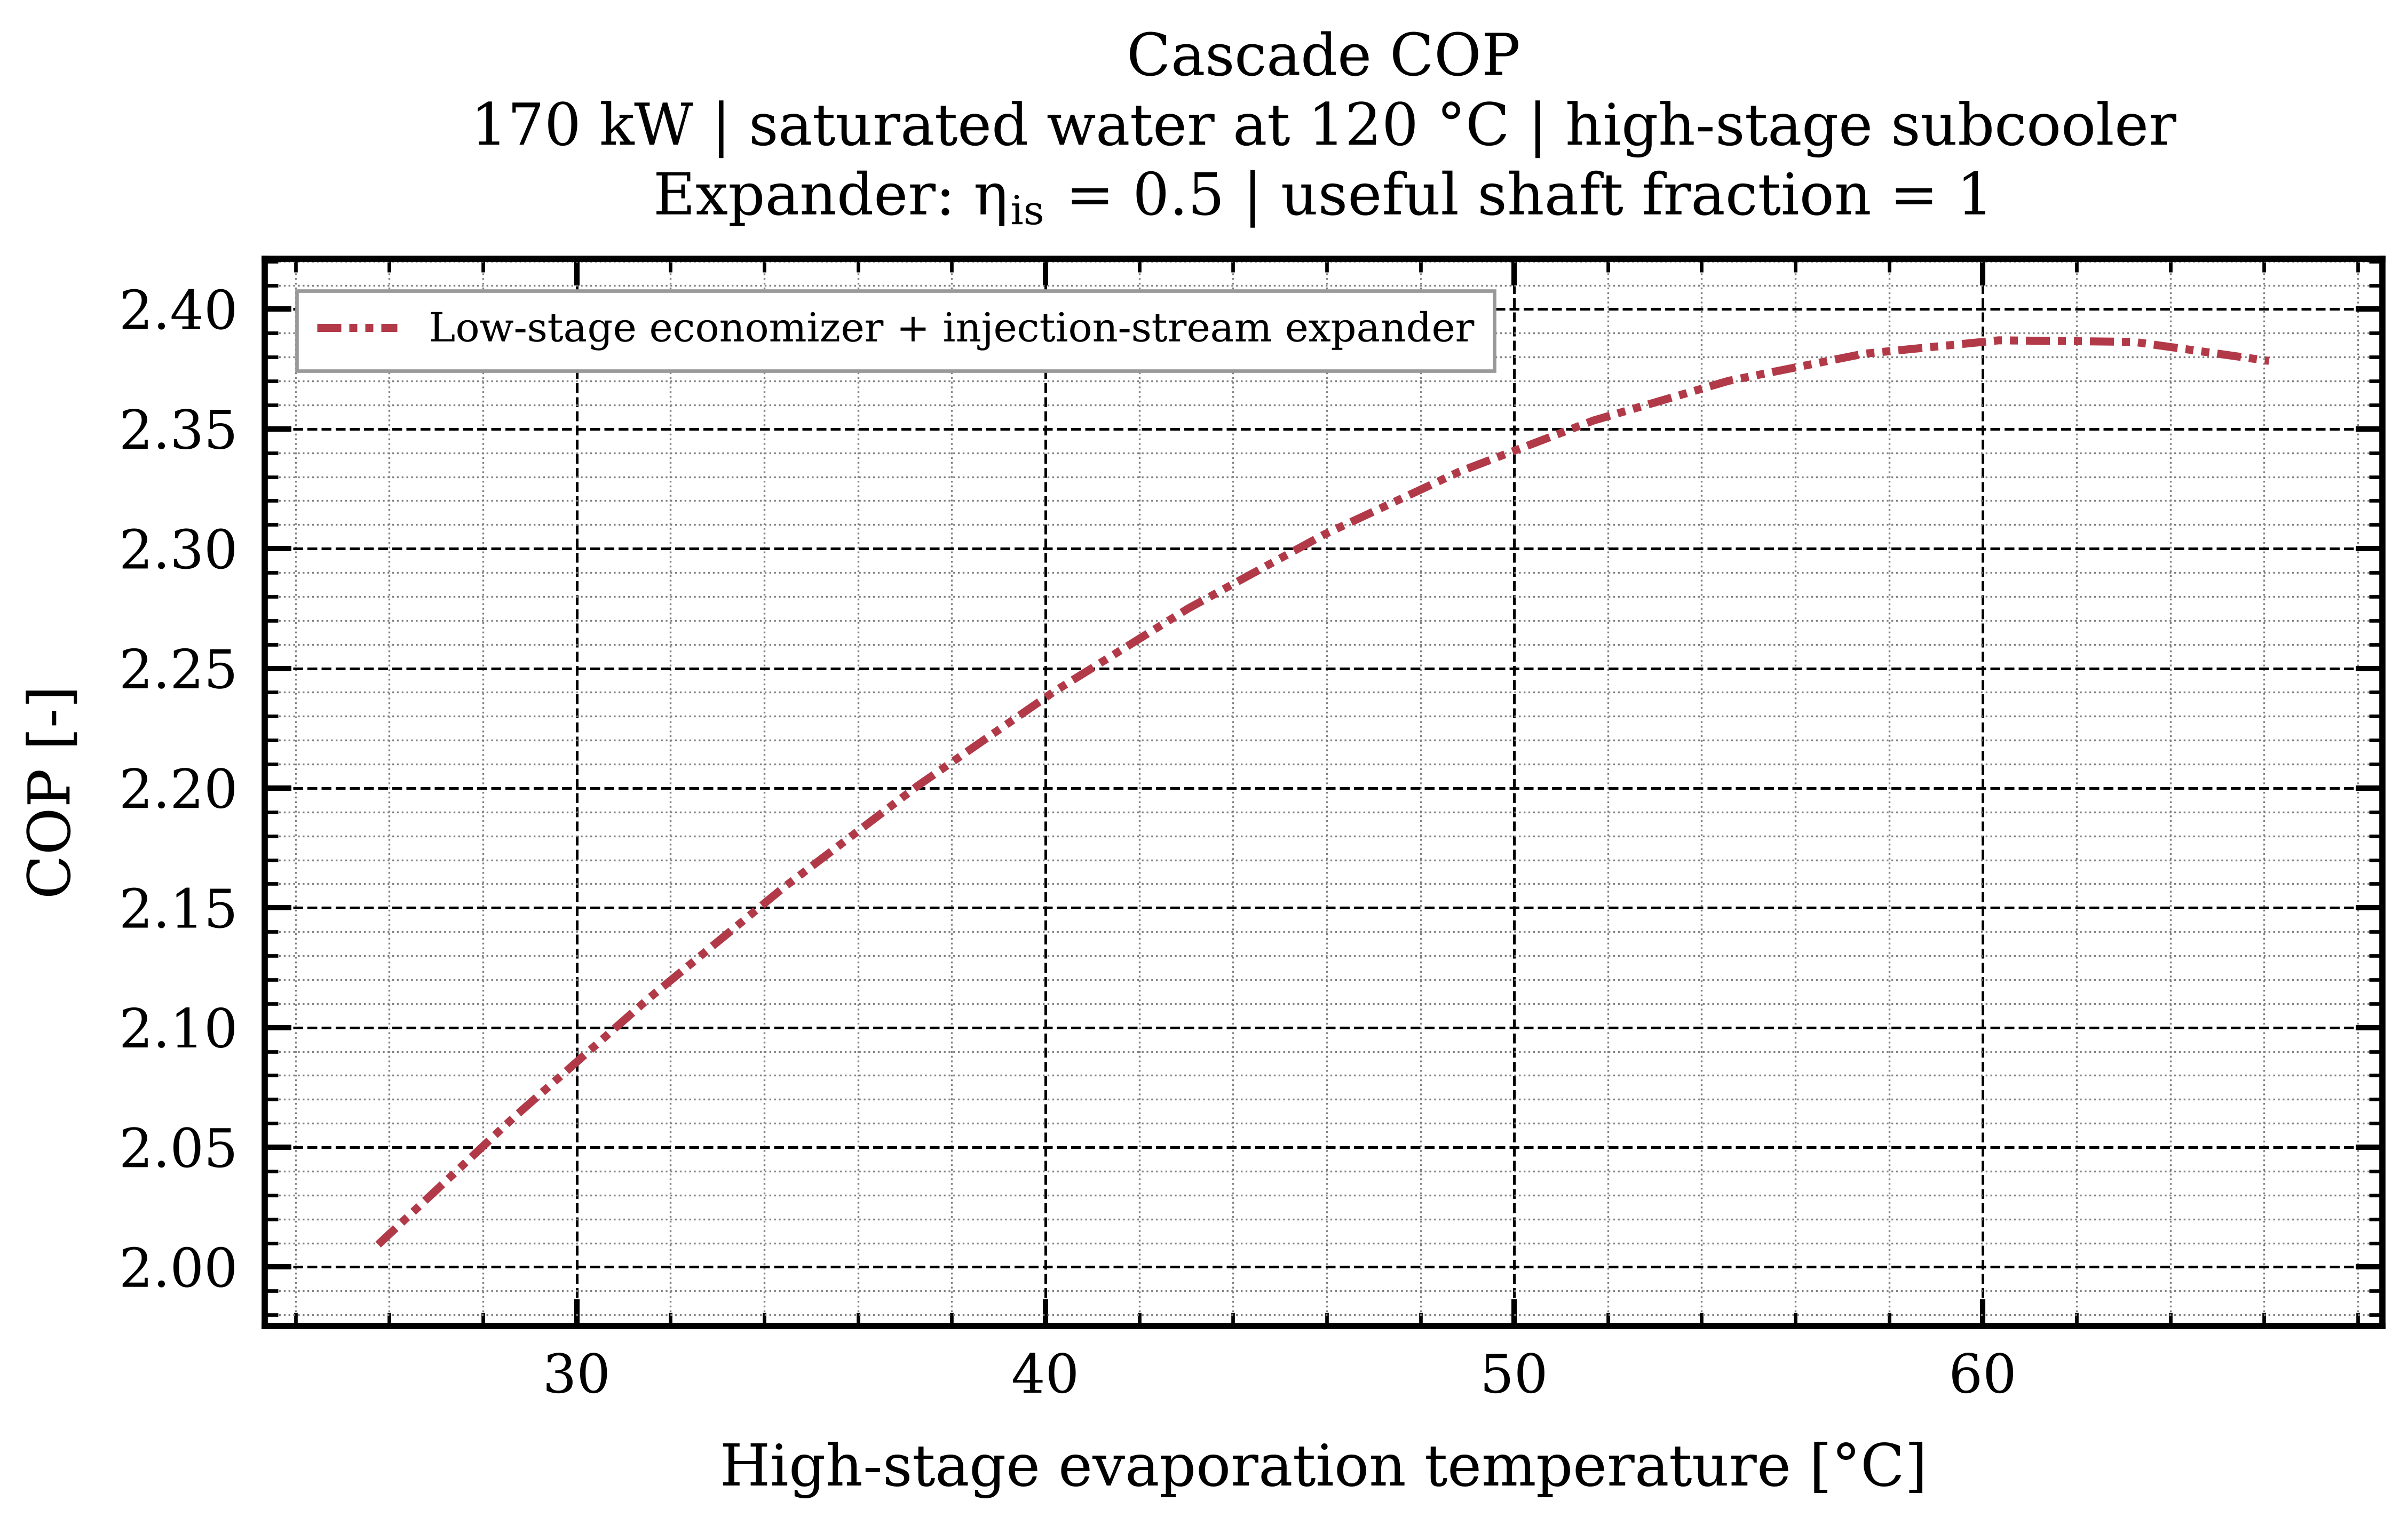 Cascade COP
170 kW | saturated water at 120 °C | high-stage subcooler
Expander: ηis = 0.5 | useful shaft fraction = 1
Low-stage economizer + injection-stream expander
COP [-]
2.40
2.35
2.30
2.25
2.20
2.15
2.10
2.05
2.00
30 40 50 60
High-stage evaporation temperature [°C]